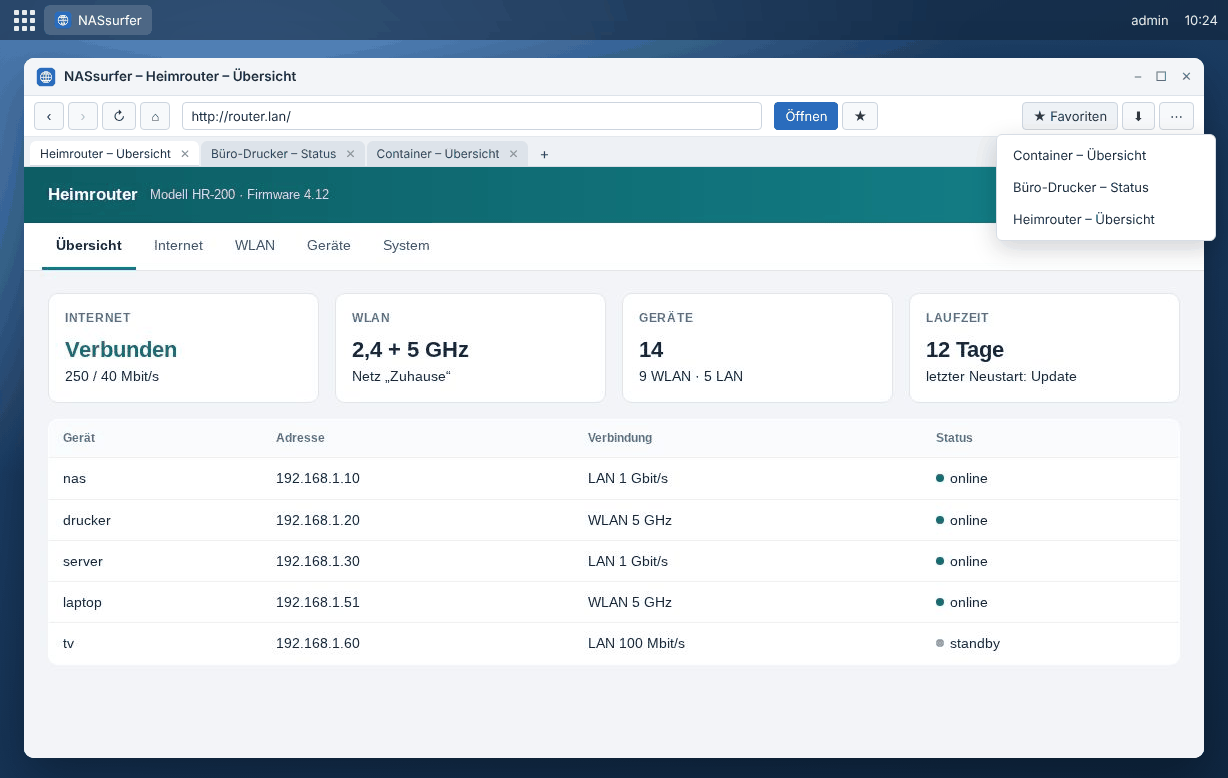 NASsurfer
admin 10:24
NASsurfer – Heimrouter – Übersicht
http://router.lan/
Öffnen
★ Favoriten
Heimrouter – Übersicht
Büro-Drucker – Status
Container – Übersicht
Container – Übersicht
Büro-Drucker – Status
Heimrouter – Übersicht
Heimrouter Modell HR-200 · Firmware 4.12
Übersicht Internet WLAN Geräte System
INTERNET
Verbunden
250 / 40 Mbit/s
WLAN
2,4 + 5 GHz
Netz „Zuhause“
GERÄTE
14
9 WLAN · 5 LAN
LAUFZEIT
12 Tage
letzter Neustart: Update
Gerät Adresse Verbindung Status
nas 192.168.1.10 LAN 1 Gbit/s online
drucker 192.168.1.20 WLAN 5 GHz online
server 192.168.1.30 LAN 1 Gbit/s online
laptop 192.168.1.51 WLAN 5 GHz online
tv 192.168.1.60 LAN 100 Mbit/s standby